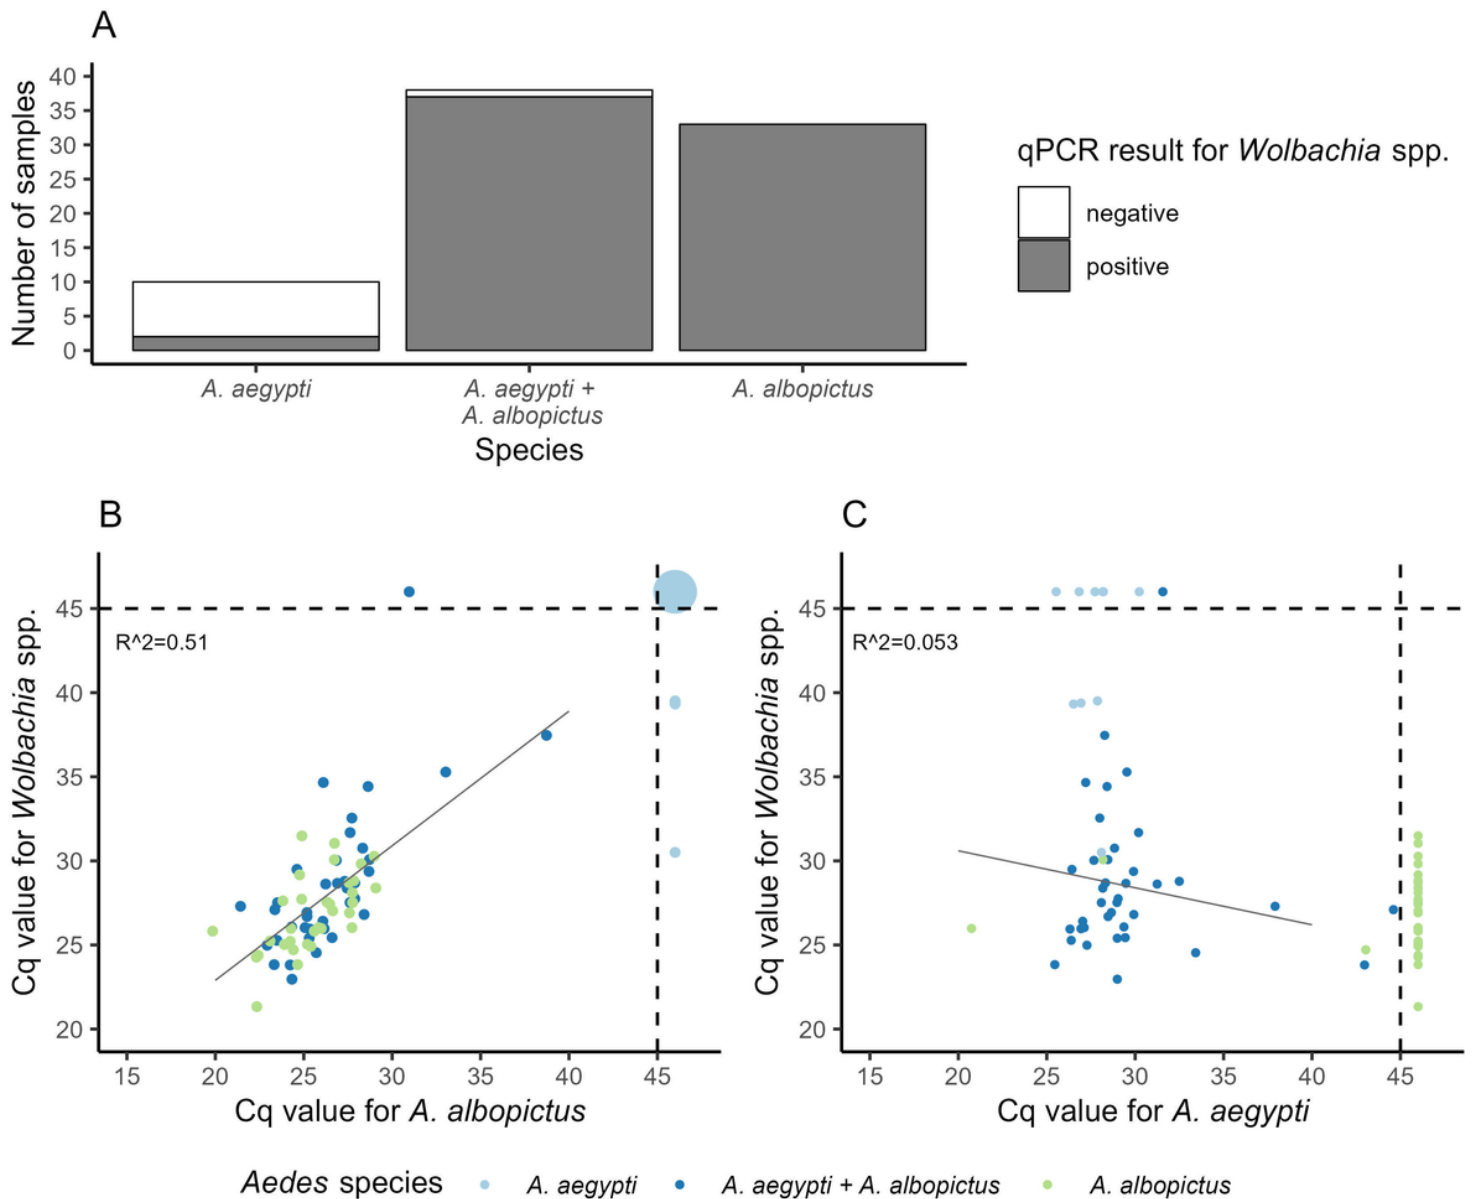 A
Number of samples
40
35
30
25
20
15
10
5
0
A. aegypti
A. aegypti +
A. albopictus
A. albopictus
Species
qPCR result for Wolbachia spp.
negative
positive
B
Cq value for Wolbachia spp.
45
40
35
30
25
20
R^2=0.51
15 20 25 30 35 40 45
Cq value for A. albopictus
C
Cq value for Wolbachia spp.
45
40
35
30
25
20
R^2=0.053
15 20 25 30 35 40 45
Cq value for A. aegypti
Aedes species A. aegypti A. aegypti + A. albopictus A. albopictus